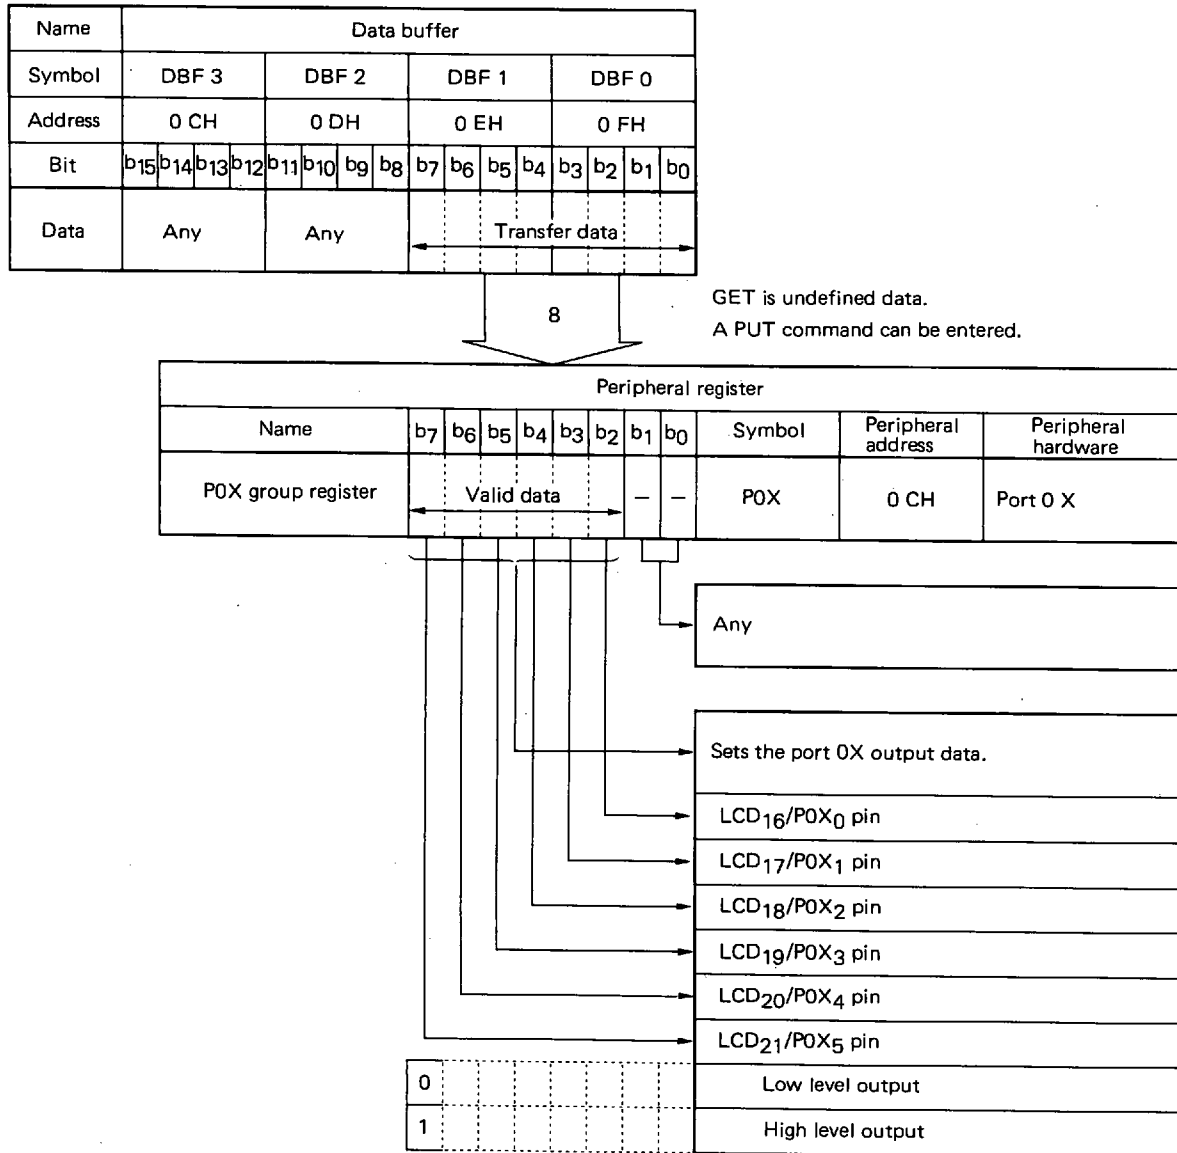 Name Data buffer
Symbol DBF 3 DBF 2 DBF 1 DBF 0
Address 0 CH 0 DH 0 EH 0 FH
Bit b15 b14 b13 b12 b11 b10 b9 b8 b7 b6 b5 b4 b3 b2 b1 b0
Data Any Any Transfer data
8
GET is undefined data.
A PUT command can be entered.
Peripheral register
Name b7 b6 b5 b4 b3 b2 b1 b0 Symbol Peripheral address Peripheral hardware
P0X group register Valid data – – P0X 0 CH Port 0 X
Any
Sets the port 0X output data.
LCD16/P0X0 pin
LCD17/P0X1 pin
LCD18/P0X2 pin
LCD19/P0X3 pin
LCD20/P0X4 pin
LCD21/P0X5 pin
0 Low level output
1 High level output